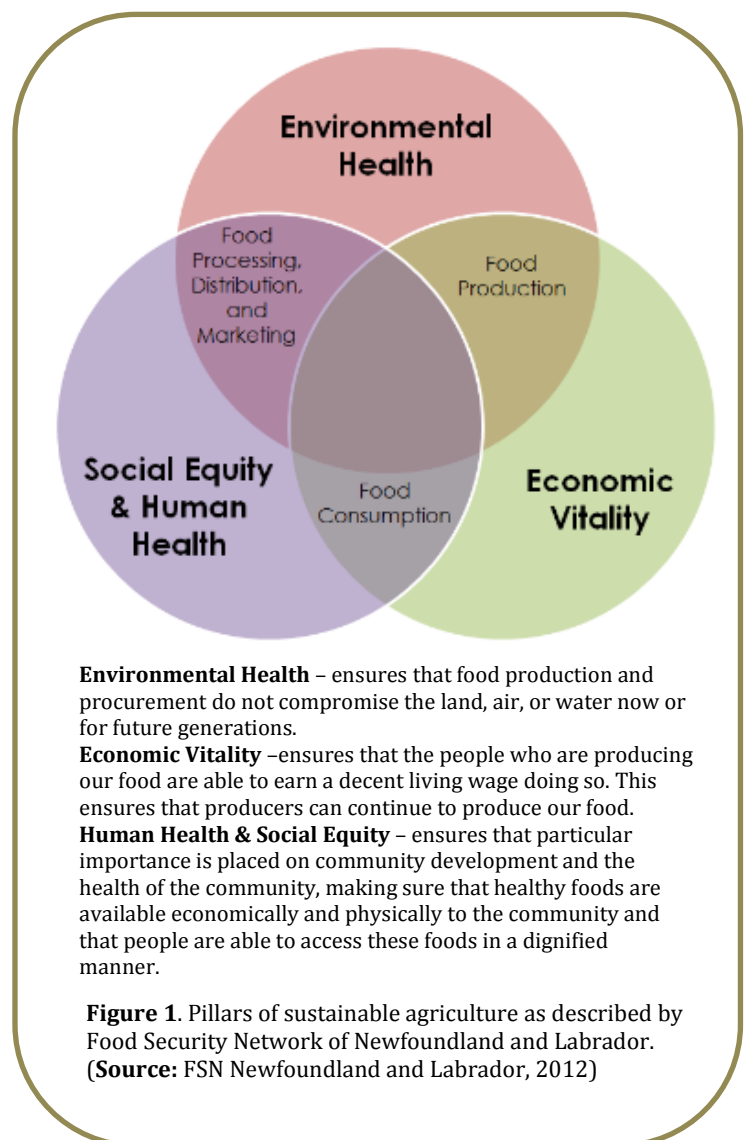 Environmental
Health
Food
Processing,
Distribution,
and
Marketing
Food
Production
Social Equity
& Human
Health
Food
Consumption
Economic
Vitality
Environmental Health – ensures that food production and
procurement do not compromise the land, air, or water now or
for future generations.
Economic Vitality –ensures that the people who are producing
our food are able to earn a decent living wage doing so. This
ensures that producers can continue to produce our food.
Human Health & Social Equity – ensures that particular
importance is placed on community development and the
health of the community, making sure that healthy foods are
available economically and physically to the community and
that people are able to access these foods in a dignified
manner.
Figure 1. Pillars of sustainable agriculture as described by
Food Security Network of Newfoundland and Labrador.
(Source: FSN Newfoundland and Labrador, 2012)